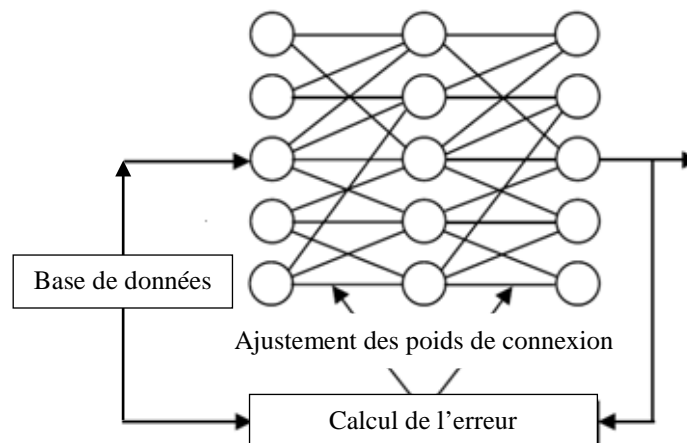 Base de données
Ajustement des poids de connexion
Calcul de l’erreur